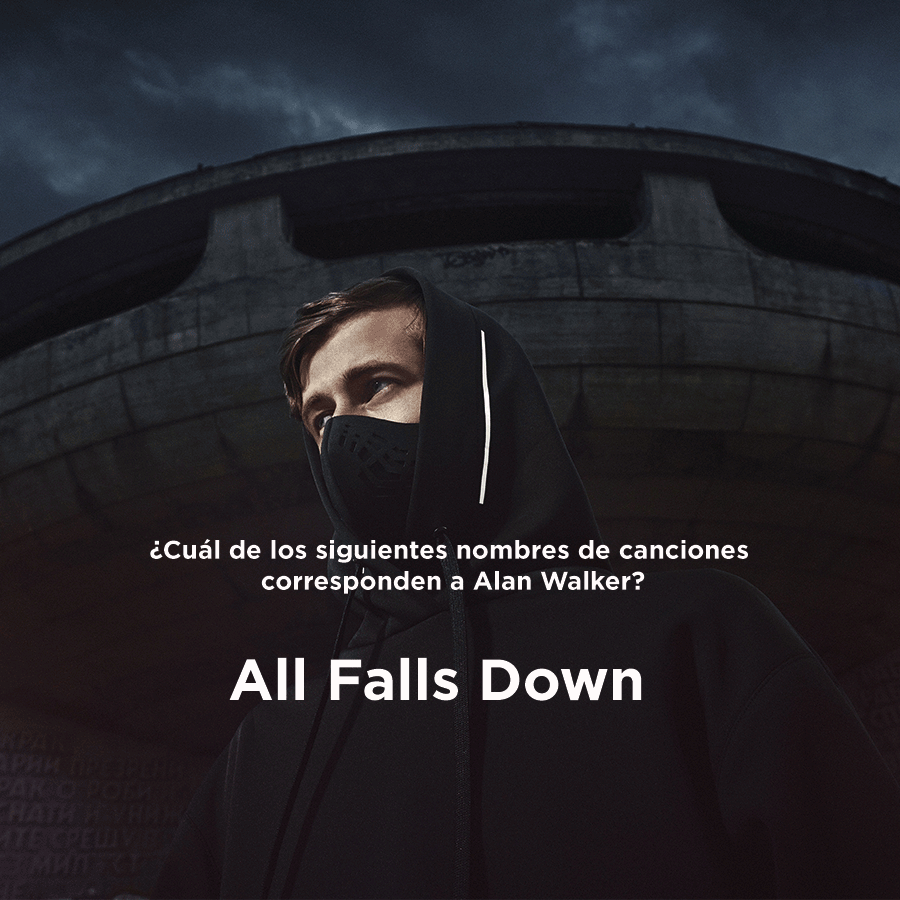 ¿Cuál de los siguientes nombres de canciones
corresponden a Alan Walker?
All Falls Down